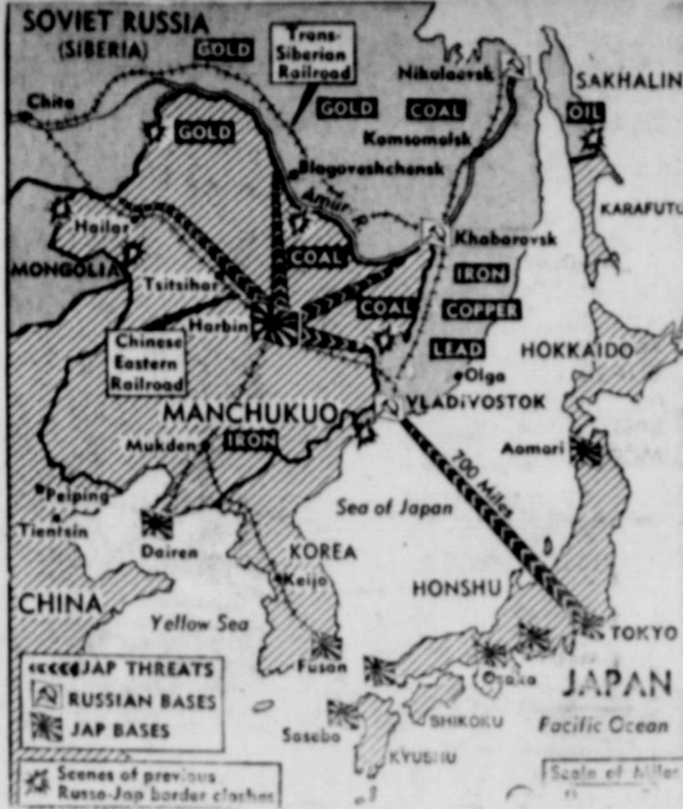 SOVIET RUSSIA
(SIBERIA)
GOLD
Trans-
Siberian
Railroad
Nikolaevsk
SAKHALIN
Chita
GOLD
GOLD
COAL
OIL
Komsomolsk
Blagoveshchensk
Amur R
KARAFUTO
Hailar
Khabarovsk
MONGOLIA
COAL
IRON
Tsitsihar
COAL
COPPER
Harbin
Chinese
Eastern
Railroad
LEAD
HOKKAIDO
Olga
MANCHUKUO
VLADIVOSTOK
Mukden
IRON
Aomori
700 Miles
Peiping
Sea of Japan
Tientsin
Dairen
KOREA
Keijo
HONSHU
CHINA
Yellow Sea
TOKYO
Fusan
Osaka
JAPAN
JAP THREATS
RUSSIAN BASES
JAP BASES
Sasebo
SHIKOKU
Pacific Ocean
KYUSHU
Scenes of previous
Russo-Jap border clashes
Scale of Miles